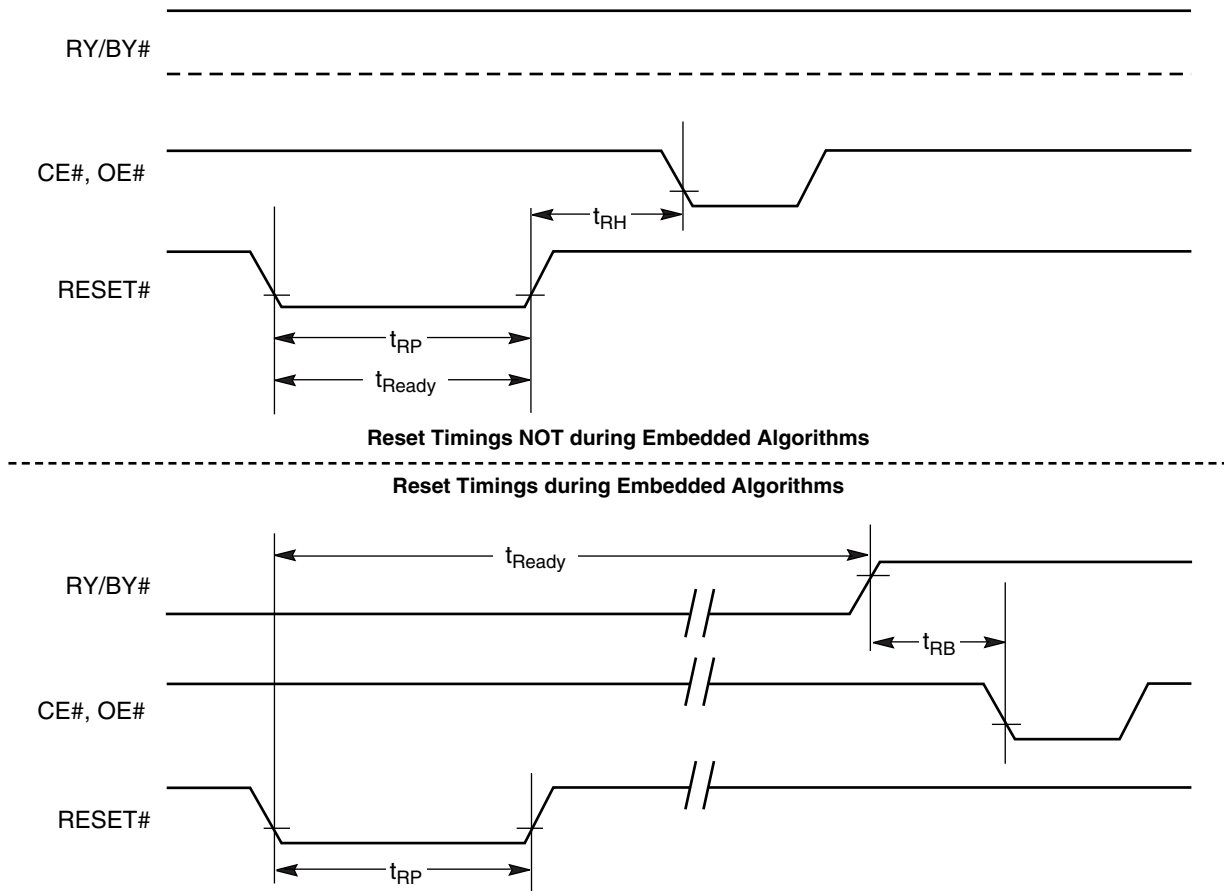 RY/BY#
CE#, OE#
tRH
RESET#
tRP
tReady
Reset Timings NOT during Embedded Algorithms
Reset Timings during Embedded Algorithms
tReady
RY/BY#
tRB
CE#, OE#
RESET#
tRP